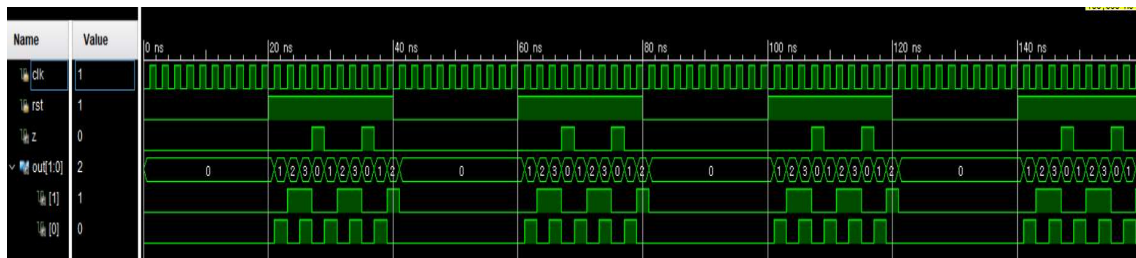 Name Value
0 ns 20 ns 40 ns 60 ns 80 ns 100 ns 120 ns 140 ns
clk 1
rst 1
z 0
out[1:0] 2 0 1 2 3 0 1 2 3 0 1 2 0 1 2 3 0 1 2 3 0 1 2 0 1 2 3 0 1 2 3 0 1 2 0 1 2 3 0 1 2 3 0 1
[1] 1
[0] 0